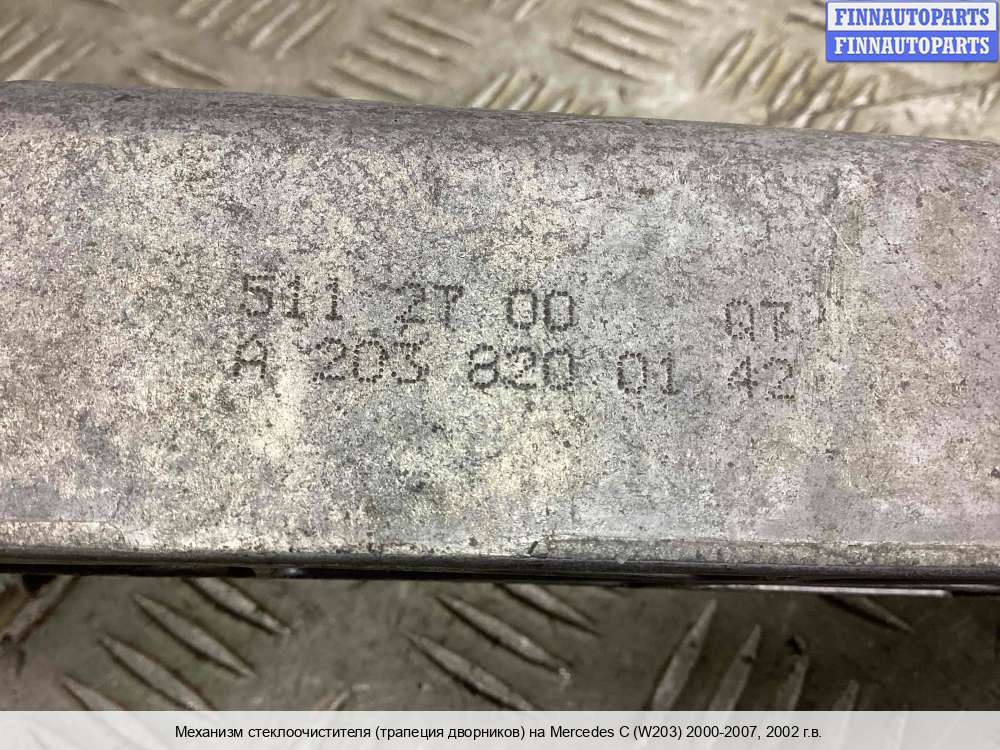 FINNAUTOPARTS
FINNAUTOPARTS
511 27 00 A7
A 203 820 01 42
Механизм стеклоочистителя (трапеция дворников) на Mercedes C (W203) 2000-2007, 2002 г.в.